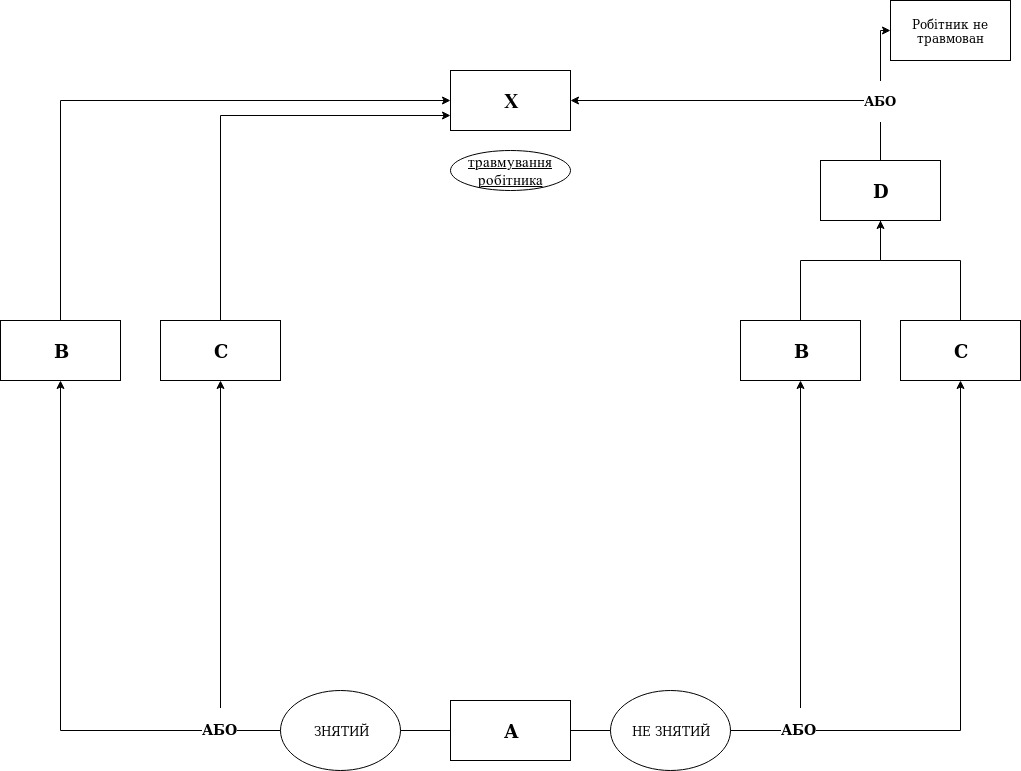 Робітник не
травмован
X
АБО
травмування
робітника
D
B
C
B
C
АБО
ЗНЯТИЙ
A
НЕ ЗНЯТИЙ
АБО